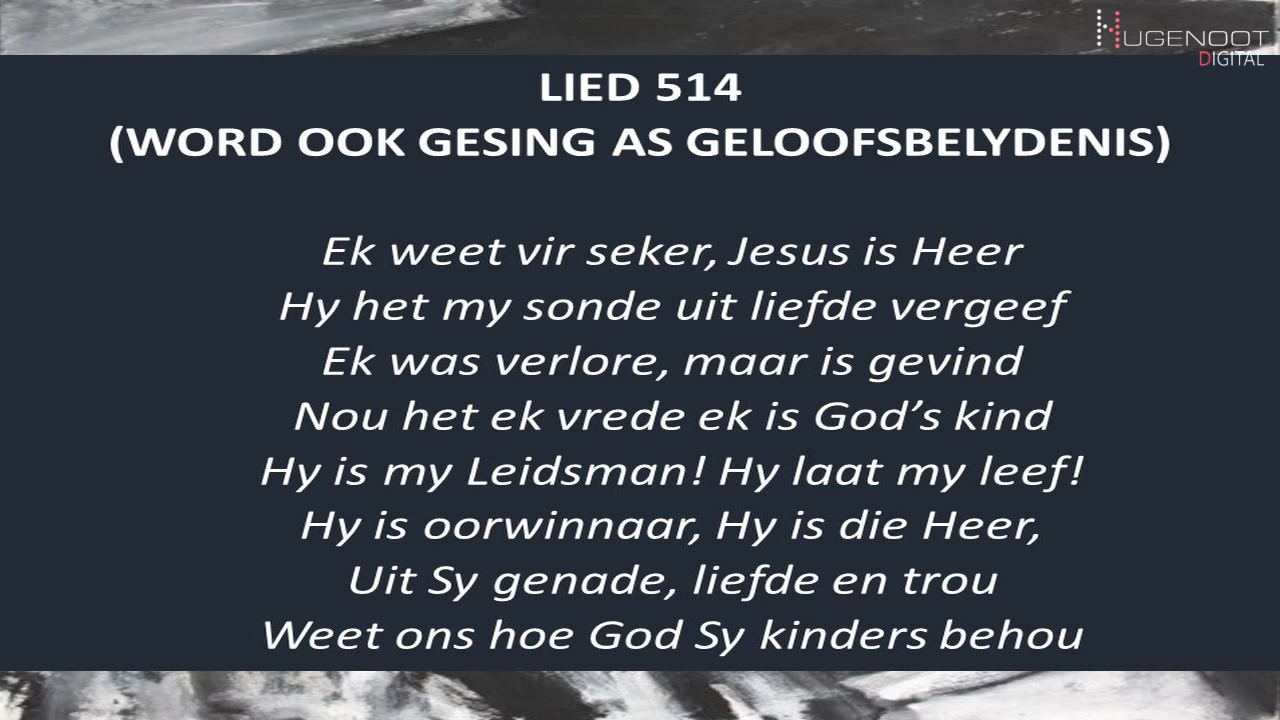 HUGENOOT
DIGITAL
LIED 514
(WORD OOK GESING AS GELOOFSBELYDENIS)
Ek weet vir seker, Jesus is Heer
Hy het my sonde uit liefde vergeef
Ek was verlore, maar is gevind
Nou het ek vrede ek is God’s kind
Hy is my Leidsman! Hy laat my leef!
Hy is oorwinnaar, Hy is die Heer,
Uit Sy genade, liefde en trou
Weet ons hoe God Sy kinders behou